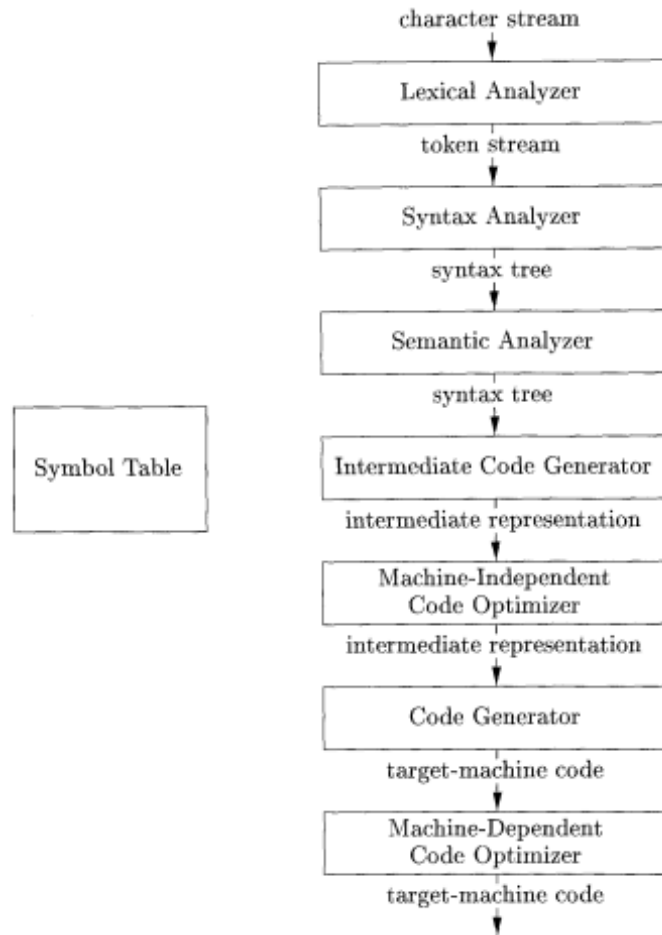 character stream
Lexical Analyzer
token stream
Syntax Analyzer
syntax tree
Semantic Analyzer
syntax tree
Symbol Table
Intermediate Code Generator
intermediate representation
Machine-Independent
Code Optimizer
intermediate representation
Code Generator
target-machine code
Machine-Dependent
Code Optimizer
target-machine code